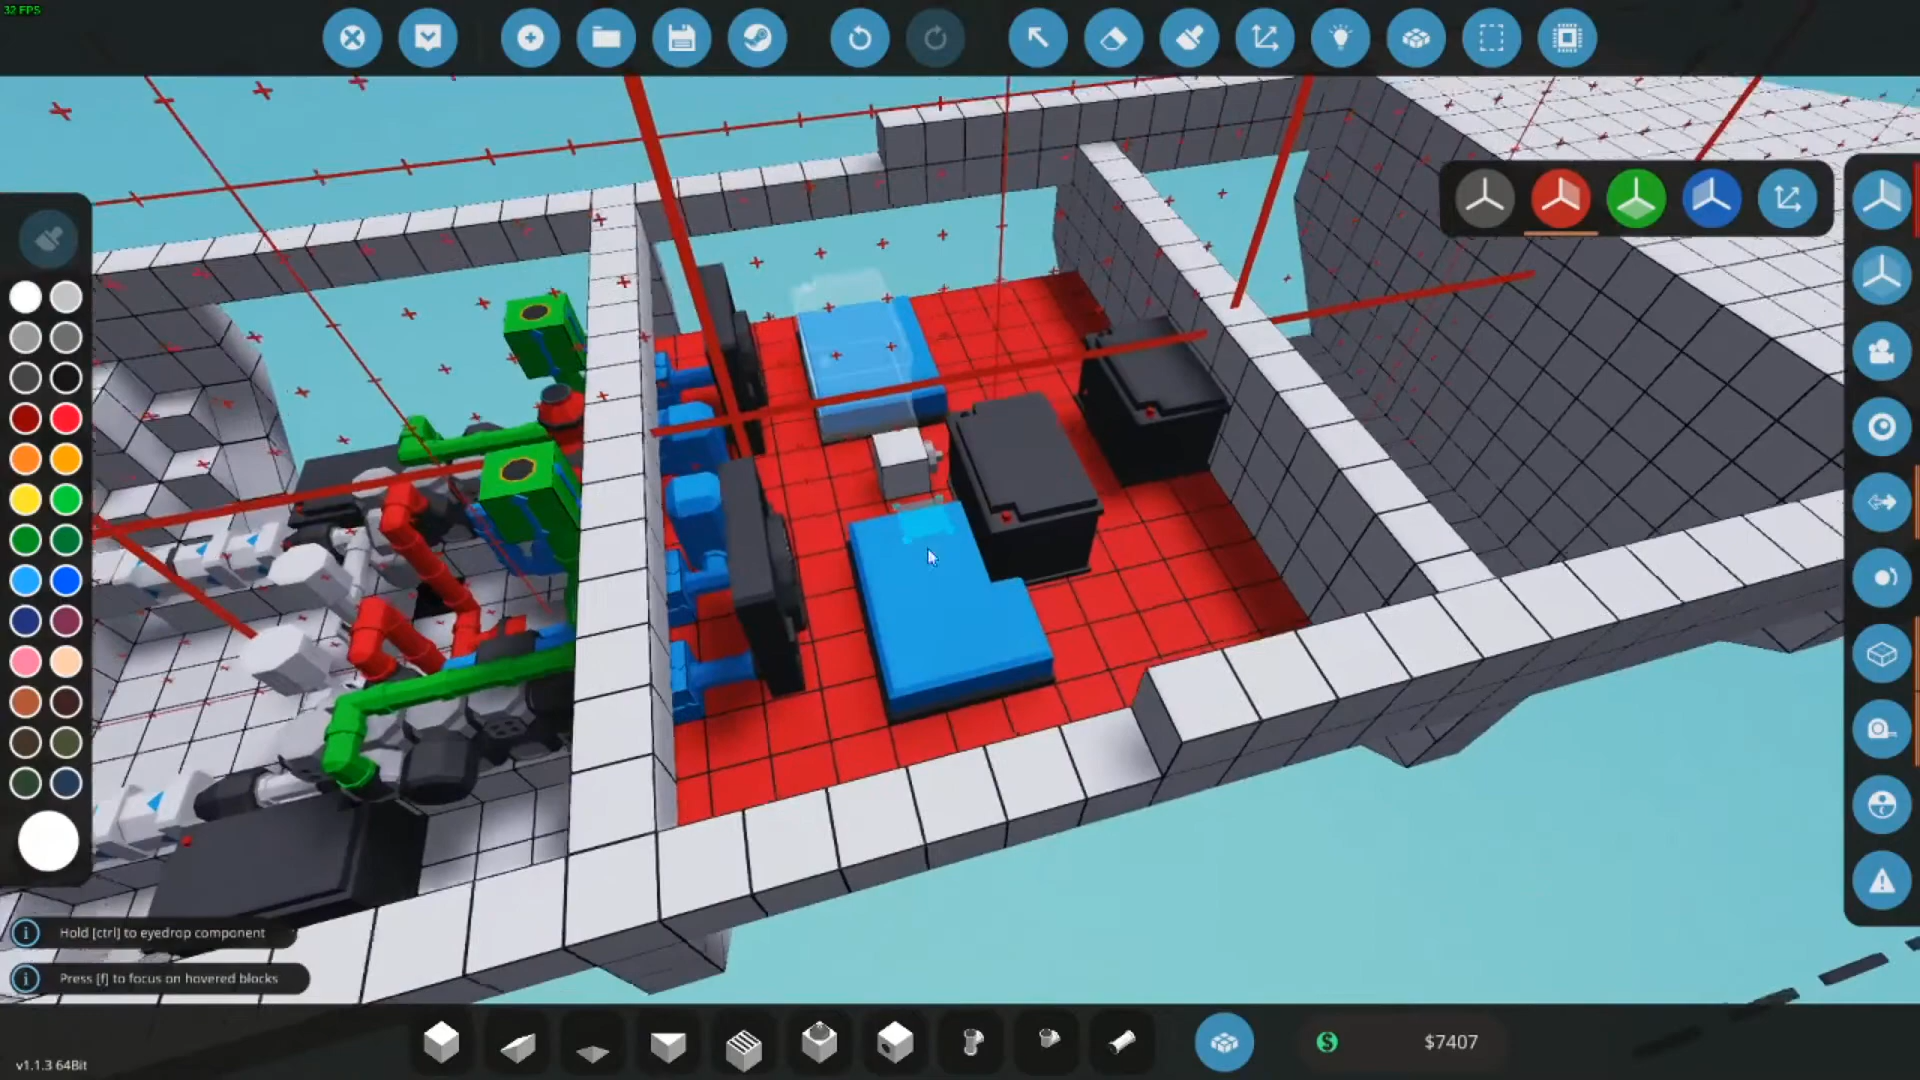 32 FPS
Hold [ctrl] to eyedrop component
Press [f] to focus on hovered blocks
$7407
v1.1.3 64Bit